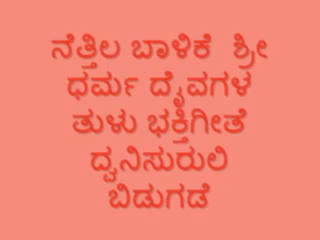 ನೆತ್ತಿಲ ಬಾಳಿಕೆ ಶ್ರೀ
ಧರ್ಮ ದೈವಗಳ
ತುಳು ಭಕ್ತಿಗೀತೆ
ದ್ವನಿಸುರುಲಿ
ಬಿಡುಗಡೆ